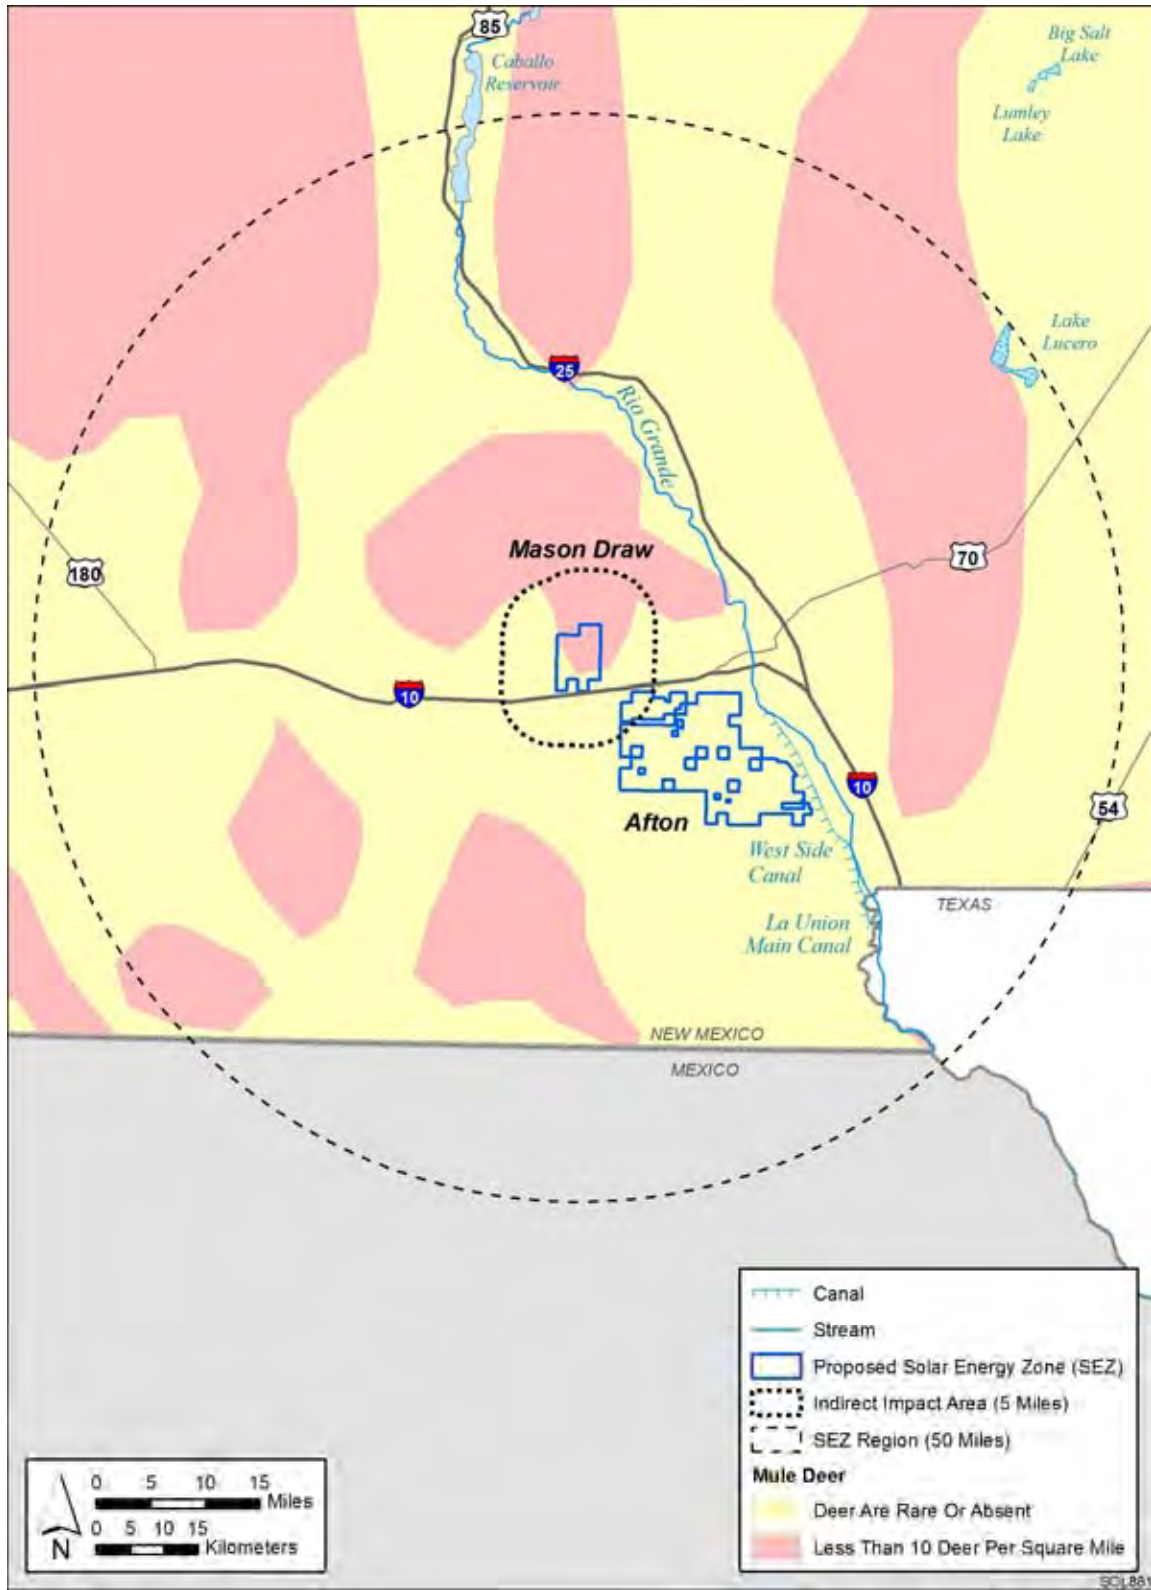 85
Caballo
Reservoir
Big Salt
Lake
Lumley
Lake
Lake
Lucero
25
Rio Grande
Mason Draw
70
180
10
10
54
Afton
West Side
Canal
TEXAS
La Union
Main Canal
NEW MEXICO
MEXICO
Canal
Stream
Proposed Solar Energy Zone (SEZ)
Indirect Impact Area (5 Miles)
SEZ Region (50 Miles)
Mule Deer
Deer Are Rare Or Absent
Less Than 10 Deer Per Square Mile
0 5 10 15
Miles
0 5 10 15
Kilometers
N